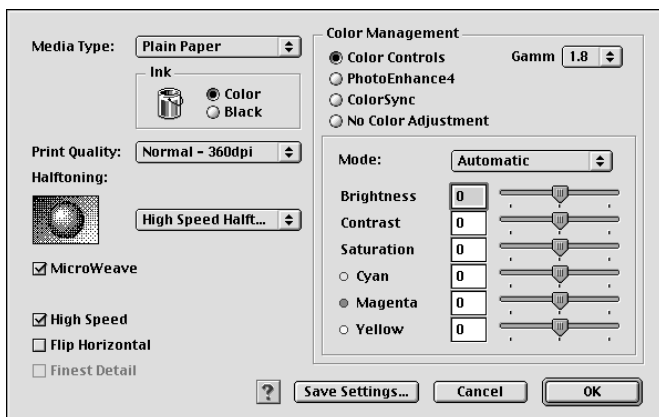 Media Type: Plain Paper
Ink
Color
Black
Print Quality: Normal – 360dpi
Halftoning:
High Speed Halft...
MicroWeave
High Speed
Flip Horizontal
Finest Detail
Color Management
Color Controls Gamm 1.8
PhotoEnhance4
ColorSync
No Color Adjustment
Mode: Automatic
Brightness 0
Contrast 0
Saturation 0
Cyan 0
Magenta 0
Yellow 0
? Save Settings... Cancel OK